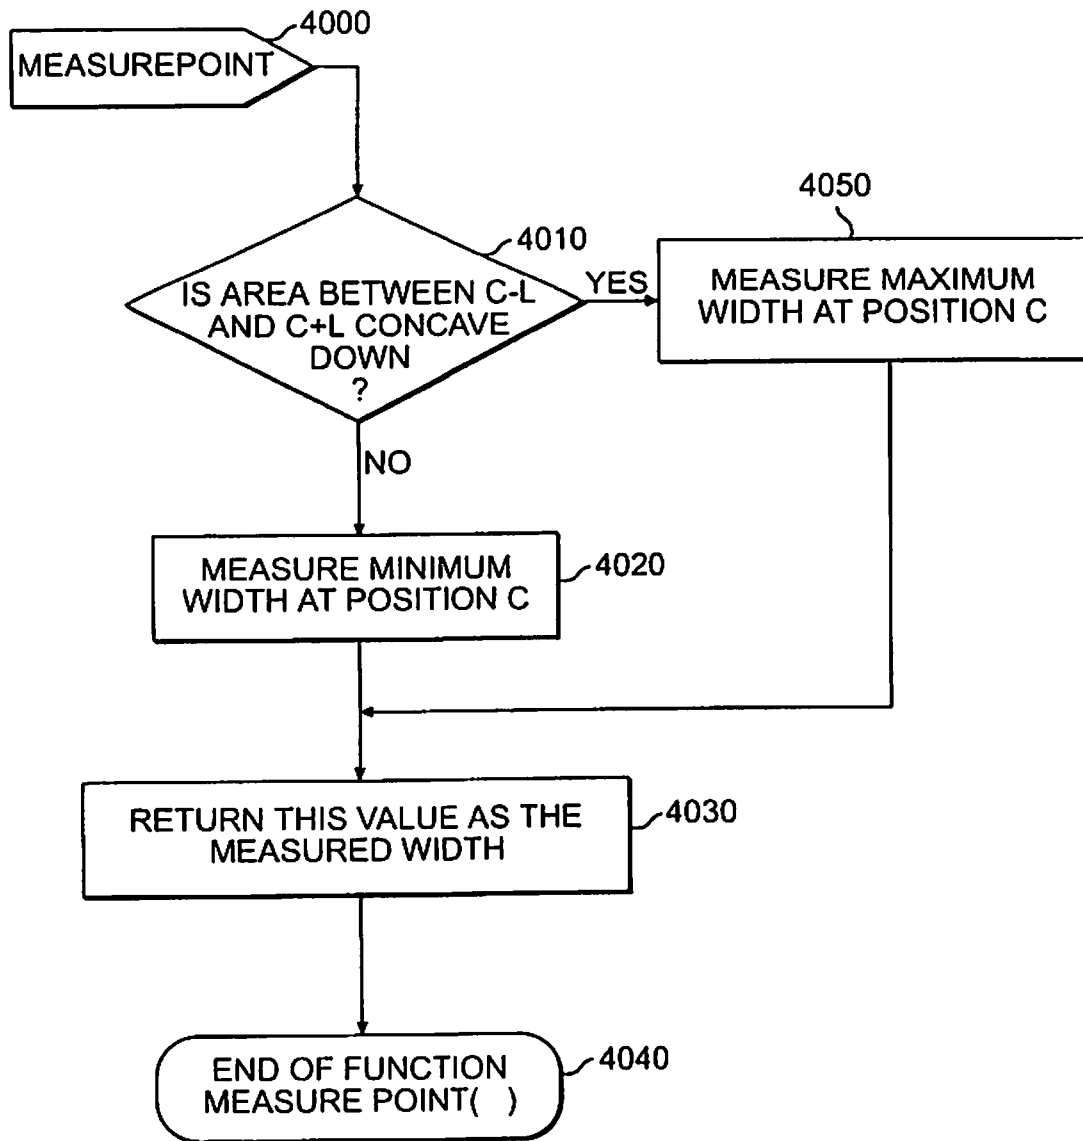 4000
MEASUREPOINT
4010
IS AREA BETWEEN C-L
AND C+L CONCAVE
DOWN
?
YES
4050
MEASURE MAXIMUM
WIDTH AT POSITION C
NO
MEASURE MINIMUM
WIDTH AT POSITION C
4020
RETURN THIS VALUE AS THE
MEASURED WIDTH
4030
END OF FUNCTION
MEASURE POINT( )
4040